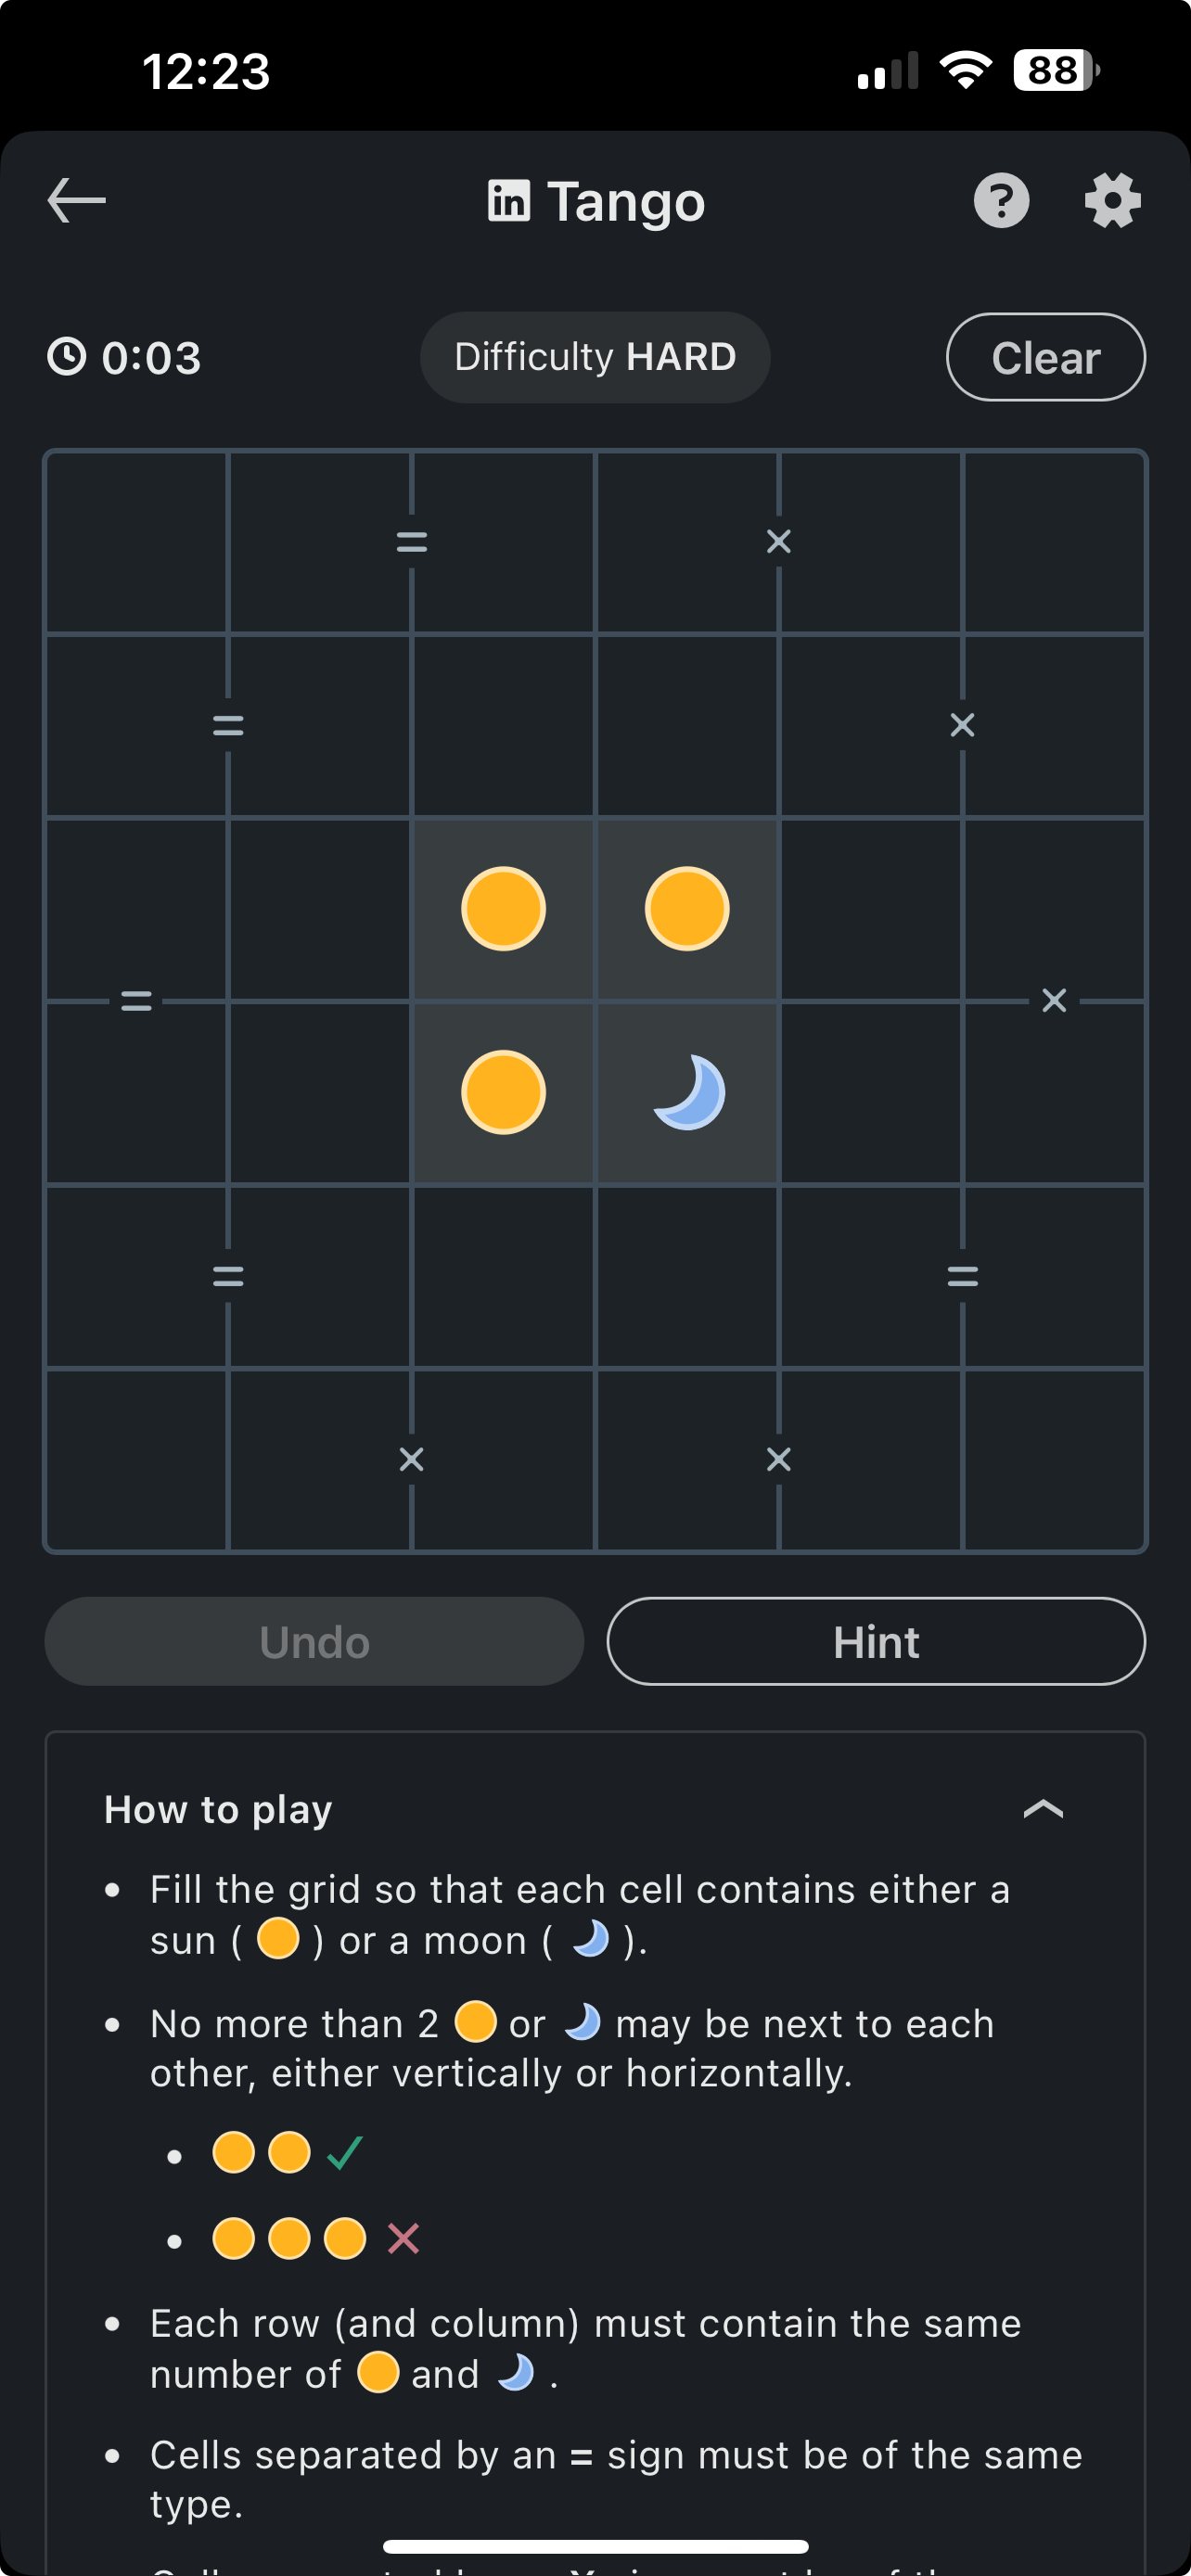 12:23
88
in Tango
?
0:03
Difficulty HARD
Clear
= ×
= ×
= ×
= =
× ×
Undo
Hint
How to play
Fill the grid so that each cell contains either a
sun ( ) or a moon ( ).
No more than 2 or may be next to each
other, either vertically or horizontally.
Each row (and column) must contain the same
number of and .
Cells separated by an = sign must be of the same
type.